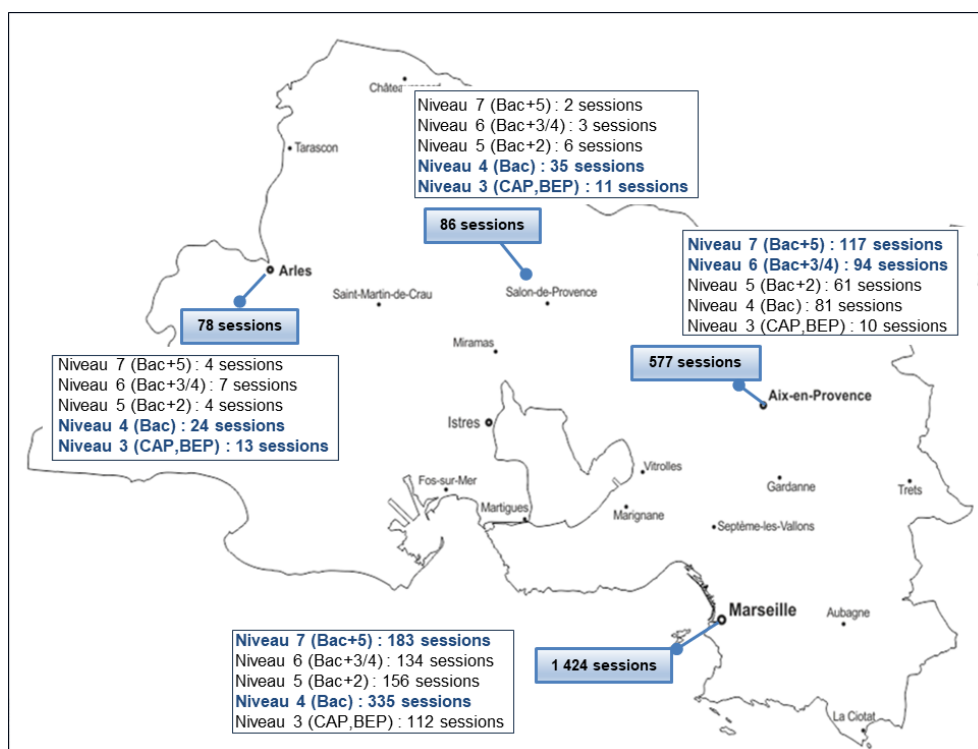 Châtea
Niveau 7 (Bac+5) : 2 sessions
Niveau 6 (Bac+3/4) : 3 sessions
Niveau 5 (Bac+2) : 6 sessions
Niveau 4 (Bac) : 35 sessions
Niveau 3 (CAP,BEP) : 11 sessions
Tarascon
86 sessions
Niveau 7 (Bac+5) : 117 sessions
Niveau 6 (Bac+3/4) : 94 sessions
Niveau 5 (Bac+2) : 61 sessions
Niveau 4 (Bac) : 81 sessions
Niveau 3 (CAP,BEP) : 10 sessions
Arles
Saint-Martin-de-Crau
Salon-de-Provence
78 sessions
Miramas
577 sessions
Niveau 7 (Bac+5) : 4 sessions
Niveau 6 (Bac+3/4) : 7 sessions
Niveau 5 (Bac+2) : 4 sessions
Niveau 4 (Bac) : 24 sessions
Niveau 3 (CAP,BEP) : 13 sessions
Aix-en-Provence
Istres
Vitrolles
Fos-sur-Mer
Gardanne
Trets
Martigues
Marignane
Septème-les-Vallons
Marseille
Aubagne
Niveau 7 (Bac+5) : 183 sessions
Niveau 6 (Bac+3/4) : 134 sessions
Niveau 5 (Bac+2) : 156 sessions
Niveau 4 (Bac) : 335 sessions
Niveau 3 (CAP,BEP) : 112 sessions
1 424 sessions
La Ciotat